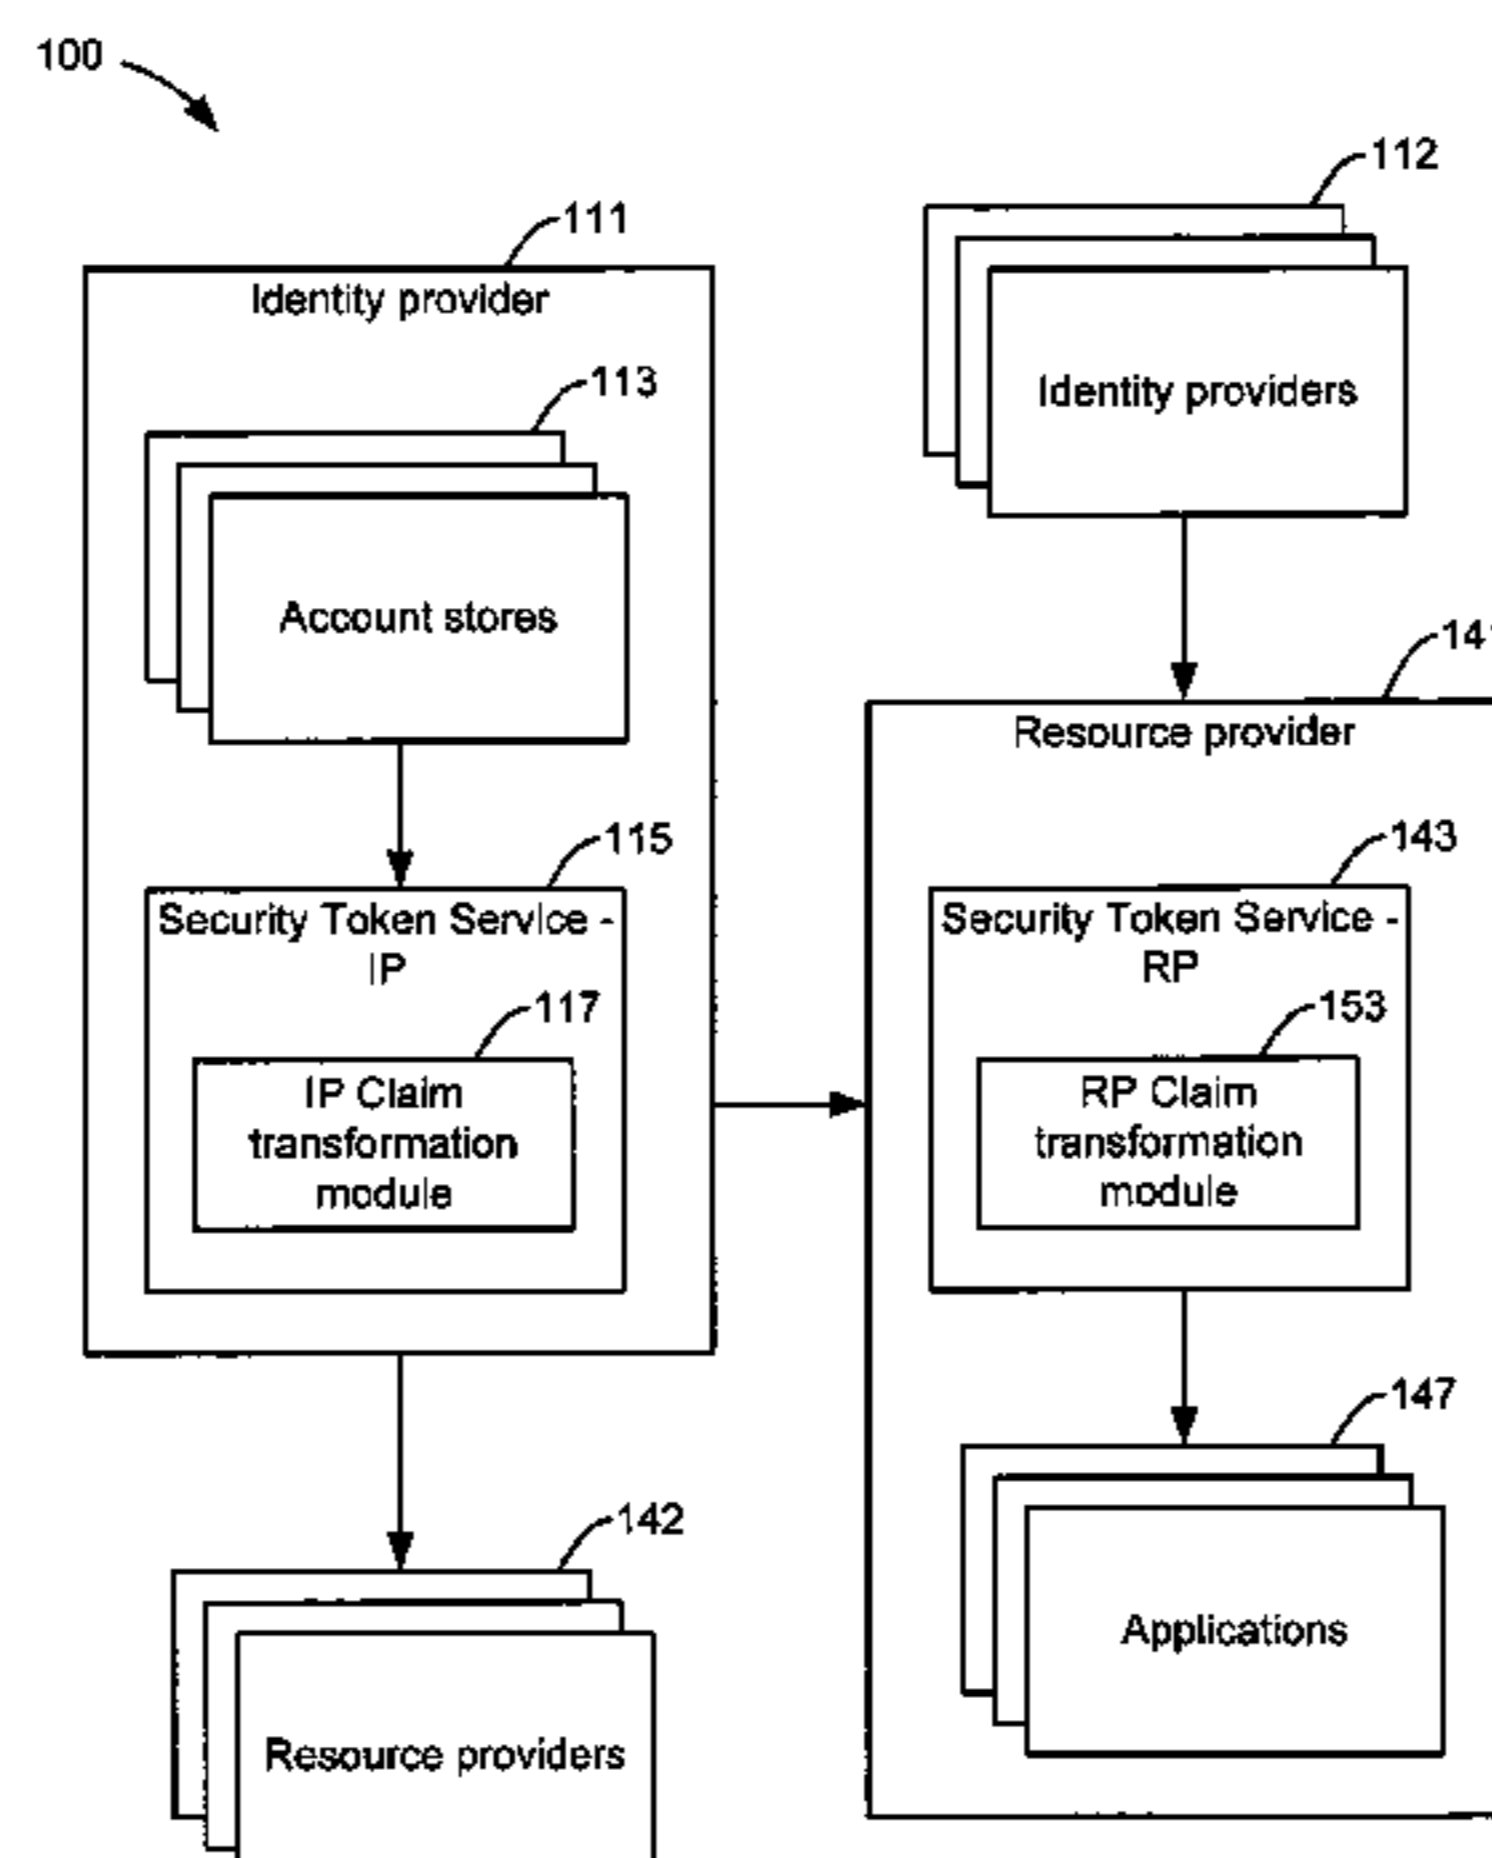 100
112
111
Identity provider
113
Identity providers
Account stores
Resource provider
115
143
Security Token Service -
IP
Security Token Service -
RP
117
153
IP Claim
transformation
module
RP Claim
transformation
module
147
142
Applications
Resource providers